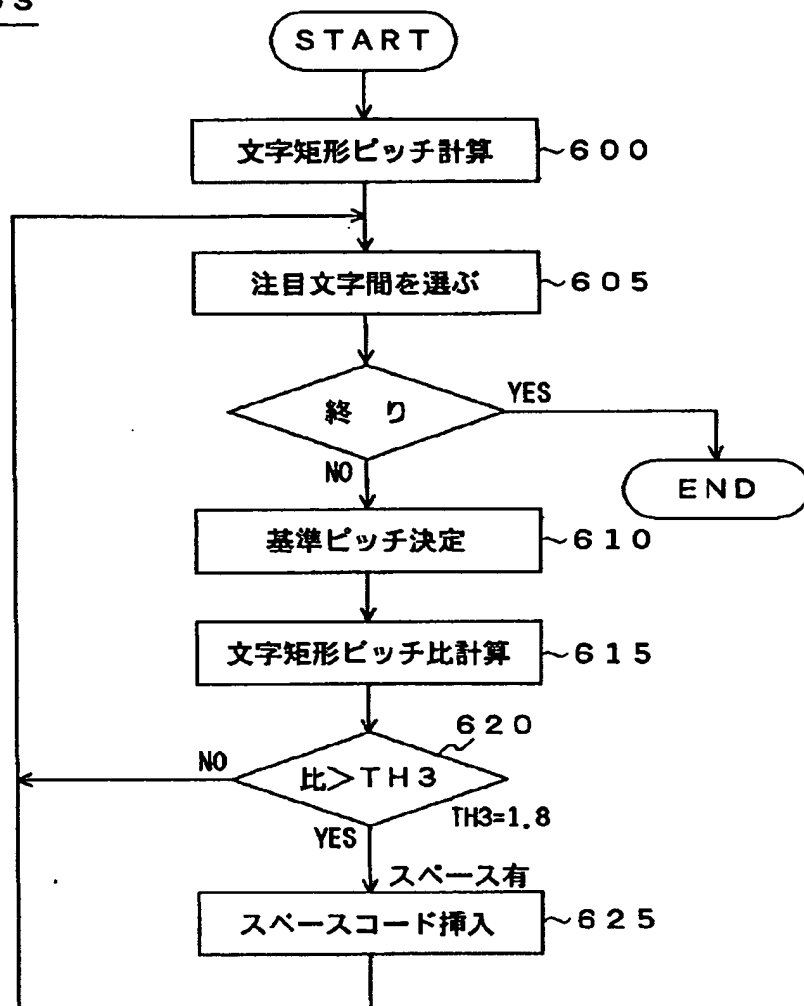 START
文字矩形ピッチ計算 ~600
注目文字間を選ぶ ~605
終り
YES
NO
END
基準ピッチ決定 ~610
文字矩形ピッチ比計算 ~615
620
NO
比>TH3
TH3=1.8
YES
スペース有
スペースコード挿入 ~625